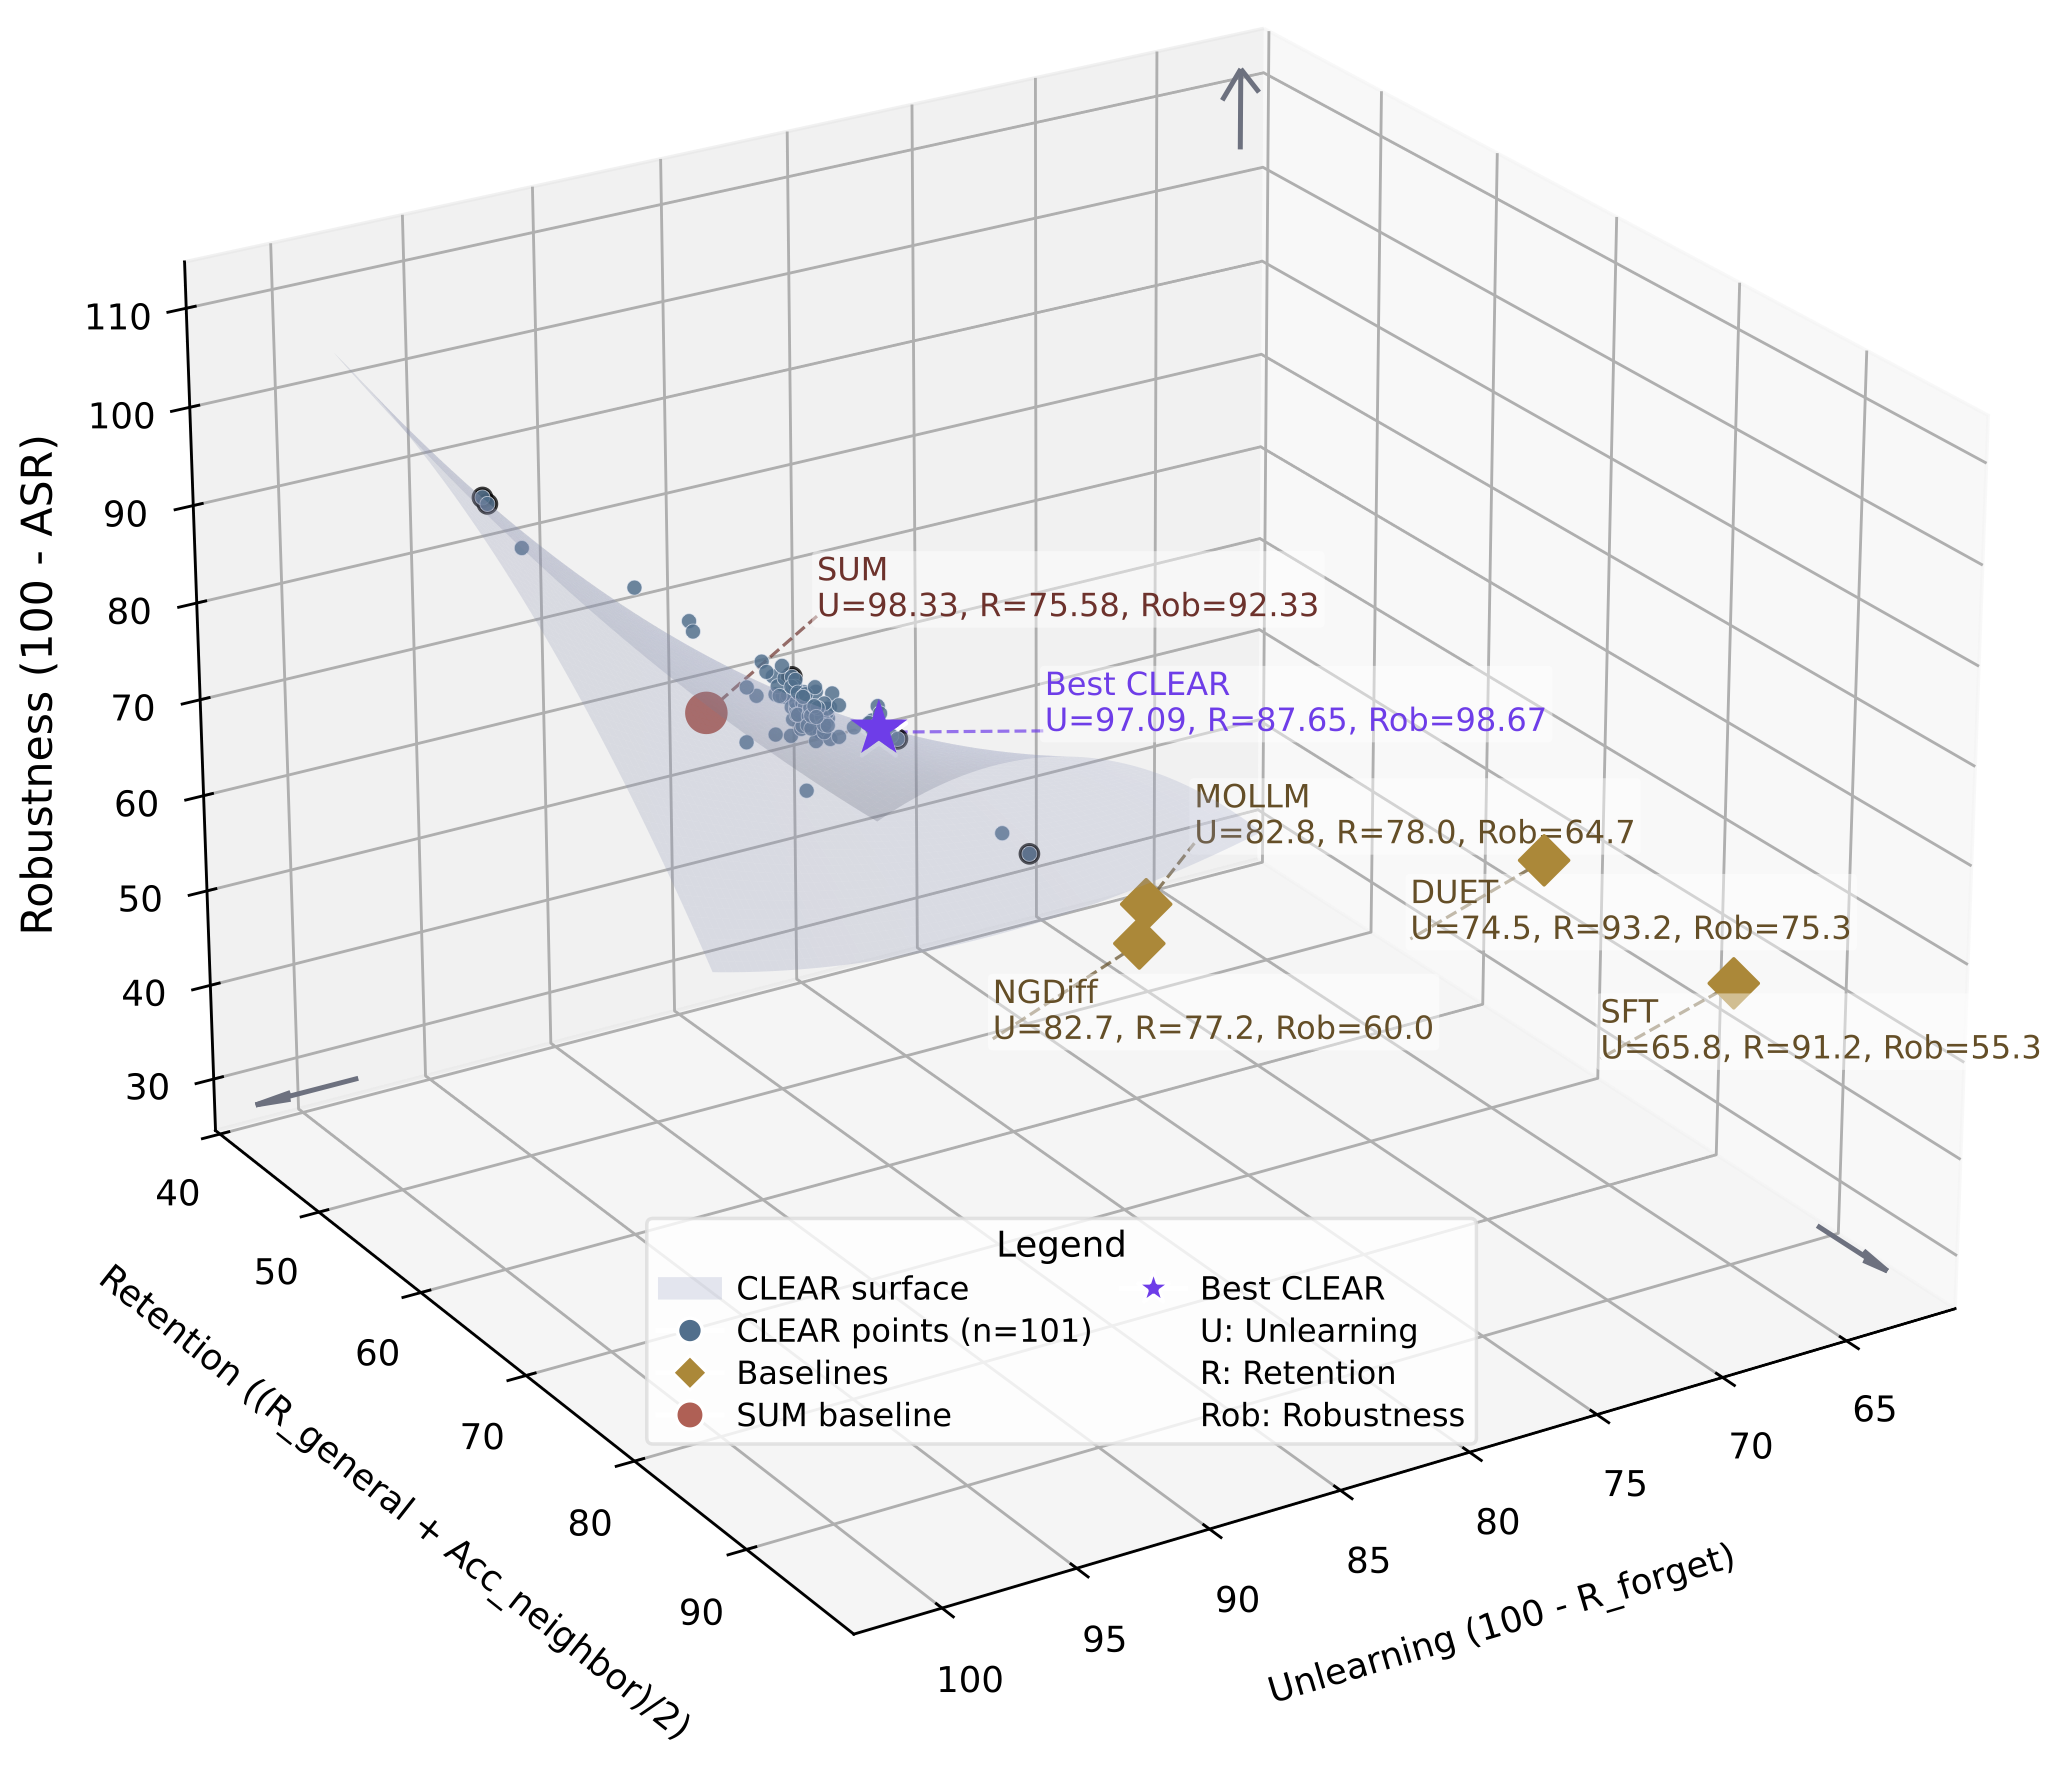 110
100
90
80
70
60
50
40
30
Robustness (100 - ASR)
40
50
60
70
80
90
Retention ((R_general + Acc_neighbor)/2)
100
95
90
85
80
75
70
65
Unlearning (100 - R_forget)
SUM
U=98.33, R=75.58, Rob=92.33
Best CLEAR
U=97.09, R=87.65, Rob=98.67
MOLLM
U=82.8, R=78.0, Rob=64.7
DUET
U=74.5, R=93.2, Rob=75.3
NGDiff
U=82.7, R=77.2, Rob=60.0
SFT
U=65.8, R=91.2, Rob=55.3
Legend
CLEAR surface
CLEAR points (n=101)
Baselines
SUM baseline
Best CLEAR
U: Unlearning
R: Retention
Rob: Robustness